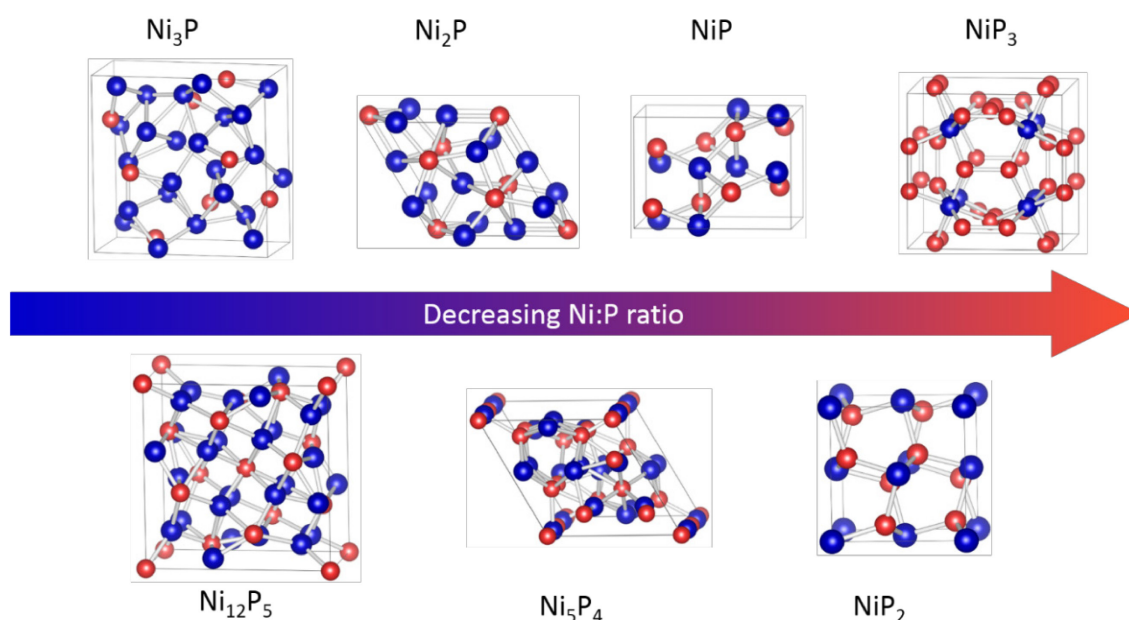 Ni₃P
Ni₂P
NiP
NiP₃
Decreasing Ni:P ratio
Ni₁₂P₅
Ni₅P₄
NiP₂